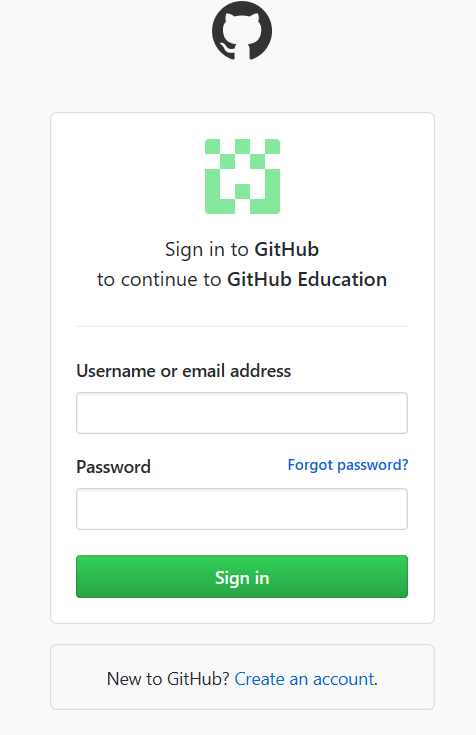 Sign in to GitHub
to continue to GitHub Education
Username or email address
Password Forgot password?
Sign in
New to GitHub? Create an account.